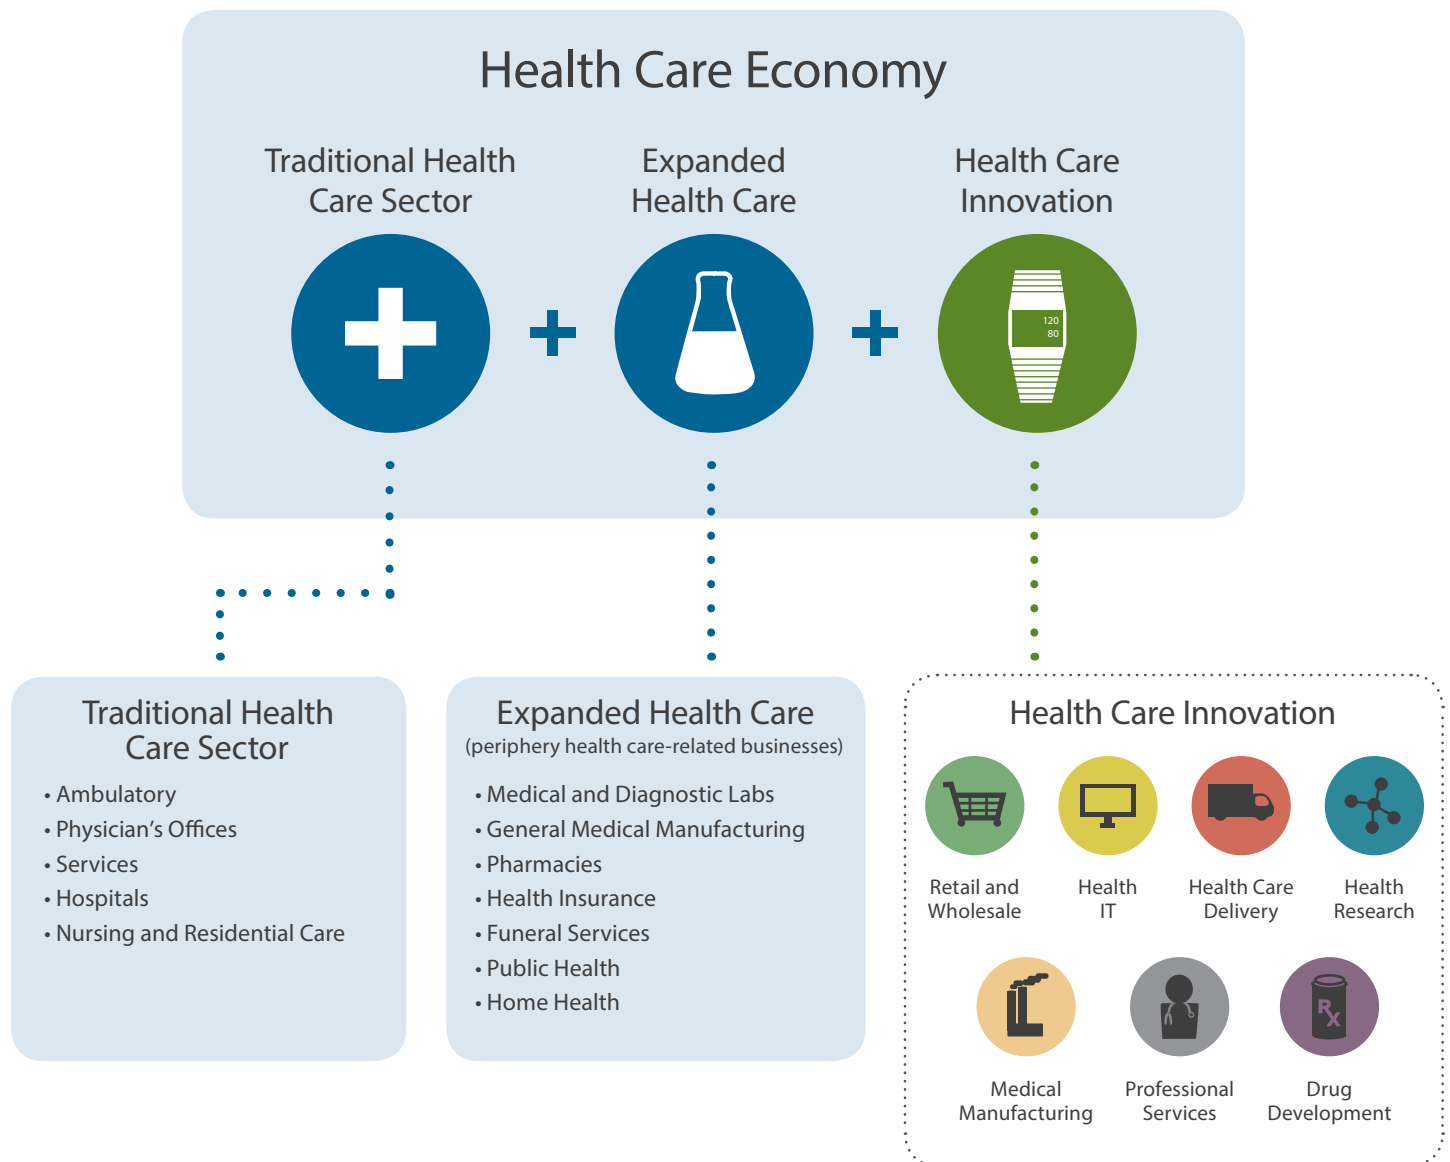 Health Care Economy
Traditional Health
Care Sector
Expanded
Health Care
Health Care
Innovation
120
80
Traditional Health
Care Sector
• Ambulatory
• Physician’s Offices
• Services
• Hospitals
• Nursing and Residential Care
Expanded Health Care
(periphery health care-related businesses)
• Medical and Diagnostic Labs
• General Medical Manufacturing
• Pharmacies
• Health Insurance
• Funeral Services
• Public Health
• Home Health
Health Care Innovation
Retail and
Wholesale
Health
IT
Health Care
Delivery
Health
Research
Medical
Manufacturing
Professional
Services
RX
Drug
Development